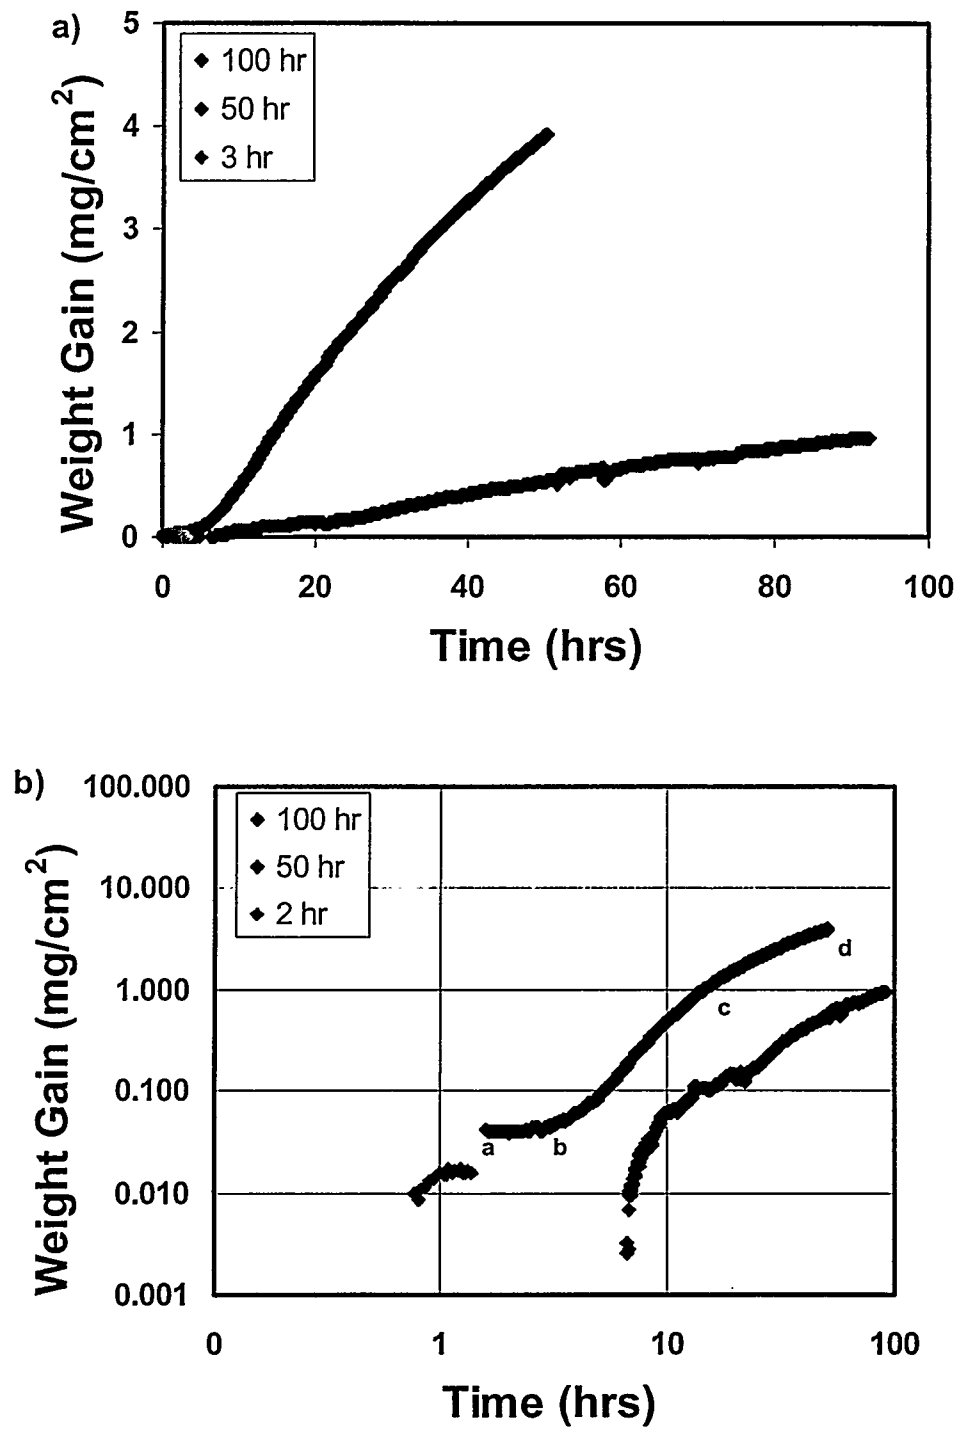 a)
5
100 hr
50 hr
3 hr
4
3
2
1
0
Weight Gain (mg/cm2)
0 20 40 60 80 100
Time (hrs)
b)
100.000
100 hr
50 hr
2 hr
10.000
1.000
0.100
0.010
0.001
Weight Gain (mg/cm2)
a
b
c
d
0 1 10 100
Time (hrs)